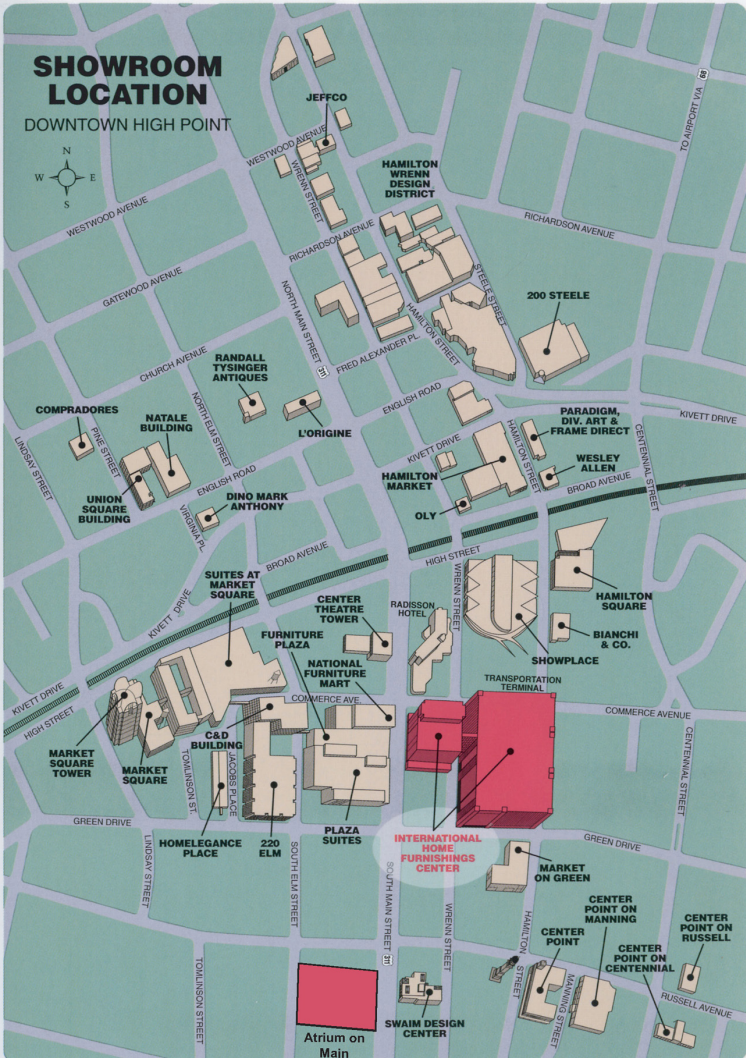 SHOWROOM
LOCATION
DOWNTOWN HIGH POINT
N
W
E
S
JEFFCO
68
TO AIRPORT VIA
WESTWOOD AVENUE
WRENN STREET
HAMILTON
WRENN
DESIGN
DISTRICT
WESTWOOD AVENUE
RICHARDSON AVENUE
RICHARDSON AVENUE
GATEWOOD AVENUE
STEELE STREET
200 STEELE
NORTH MAIN STREET
HAMILTON STREET
FRED ALEXANDER PL.
311
CHURCH AVENUE
RANDALL
TYSINGER
ANTIQUES
NORTH ELM STREET
L'ORIGINE
ENGLISH ROAD
COMPRADORES
NATALE
BUILDING
PINE STREET
LINDSAY STREET
PARADIGM,
DIV. ART &
FRAME DIRECT
KIVETT DRIVE
CENTENNIAL STREET
KIVETT DRIVE
HAMILTON STREET
WESLEY
ALLEN
HAMILTON
MARKET
BROAD AVENUE
ENGLISH ROAD
UNION
SQUARE
BUILDING
DINO MARK
ANTHONY
VIRGINIA PL.
OLY
BROAD AVENUE
HIGH STREET
SUITES AT
MARKET
SQUARE
KIVETT DRIVE
CENTER
THEATRE
TOWER
RADISSON
HOTEL
WRENN STREET
HAMILTON
SQUARE
FURNITURE
PLAZA
BIANCHI
& CO.
SHOWPLACE
NATIONAL
FURNITURE
MART
TRANSPORTATION
TERMINAL
KIVETT DRIVE
HIGH STREET
COMMERCE AVE.
COMMERCE AVENUE
C&D
BUILDING
MARKET
SQUARE
TOWER
MARKET
SQUARE
TOMLINSON ST.
JACOBS PLACE
CENTENNIAL STREET
GREEN DRIVE
HOMELEGANCE
PLACE
220
ELM
PLAZA
SUITES
INTERNATIONAL
HOME
FURNISHINGS
CENTER
GREEN DRIVE
LINDSAY STREET
SOUTH ELM STREET
SOUTH MAIN STREET
MARKET
ON GREEN
CENTER
POINT ON
MANNING
WRENN STREET
HAMILTON STREET
CENTER
POINT
CENTER
POINT ON
RUSSELL
CENTER
POINT ON
CENTENNIAL
TOMLINSON STREET
311
MANNING STREET
RUSSELL AVENUE
SWAIM DESIGN
CENTER
Atrium on
Main